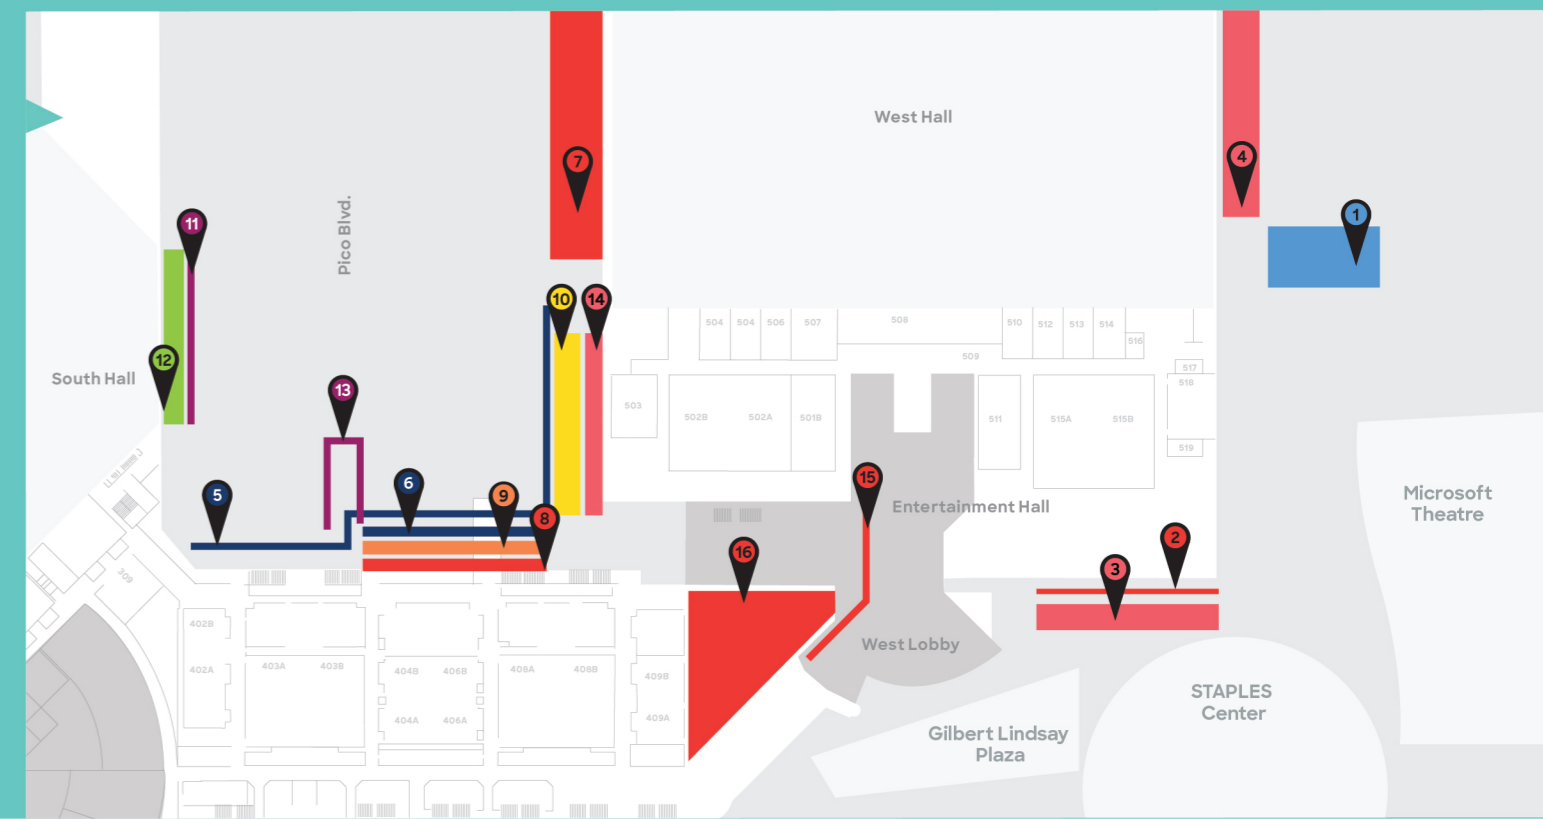 West Hall
7
4
1
11
Pico Blvd.
10
14
504
504
506
507
508
510
512
513
514
516
509
12
South Hall
517
518
13
503
502B
502A
501B
511
515A
515B
519
5
6
9
8
15
Entertainment Hall
Microsoft
Theatre
16
2
3
309
402B
402A
403A
403B
404B
406B
408A
408B
409B
404A
406A
409A
West Lobby
STAPLES
Center
Gilbert Lindsay
Plaza